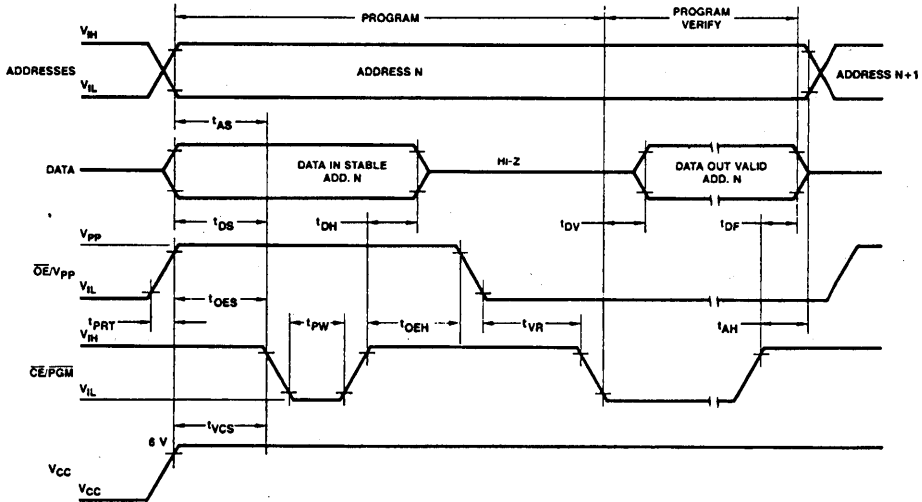 PROGRAM
PROGRAM
VERIFY
VIH
ADDRESSES
ADDRESS N
ADDRESS N+1
VIL
tAS
DATA
DATA IN STABLE
ADD. N
HI-Z
DATA OUT VALID
ADD. N
tDS
tDH
tDV
tDF
VPP
OE/VPP
VIL
tOES
tPRT
tPW
tOEH
tVR
tAH
VIH
CE/PGM
VIL
tVCS
6 V
VCC
VCC